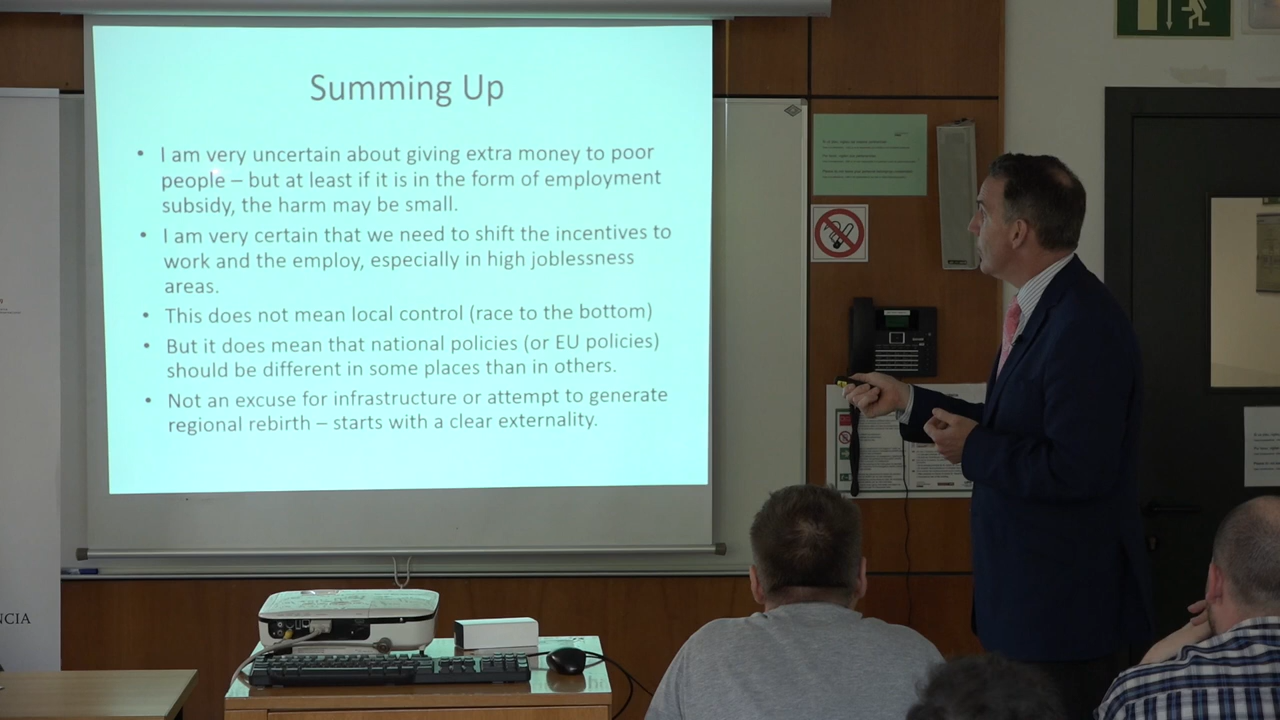 Summing Up
• I am very uncertain about giving extra money to poor
people – but at least if it is in the form of employment
subsidy, the harm may be small.
• I am very certain that we need to shift the incentives to
work and the employ, especially in high joblessness
areas.
• This does not mean local control (race to the bottom)
• But it does mean that national policies (or EU policies)
should be different in some places than in others.
• Not an excuse for infrastructure or attempt to generate
regional rebirth – starts with a clear externality.
NCIA